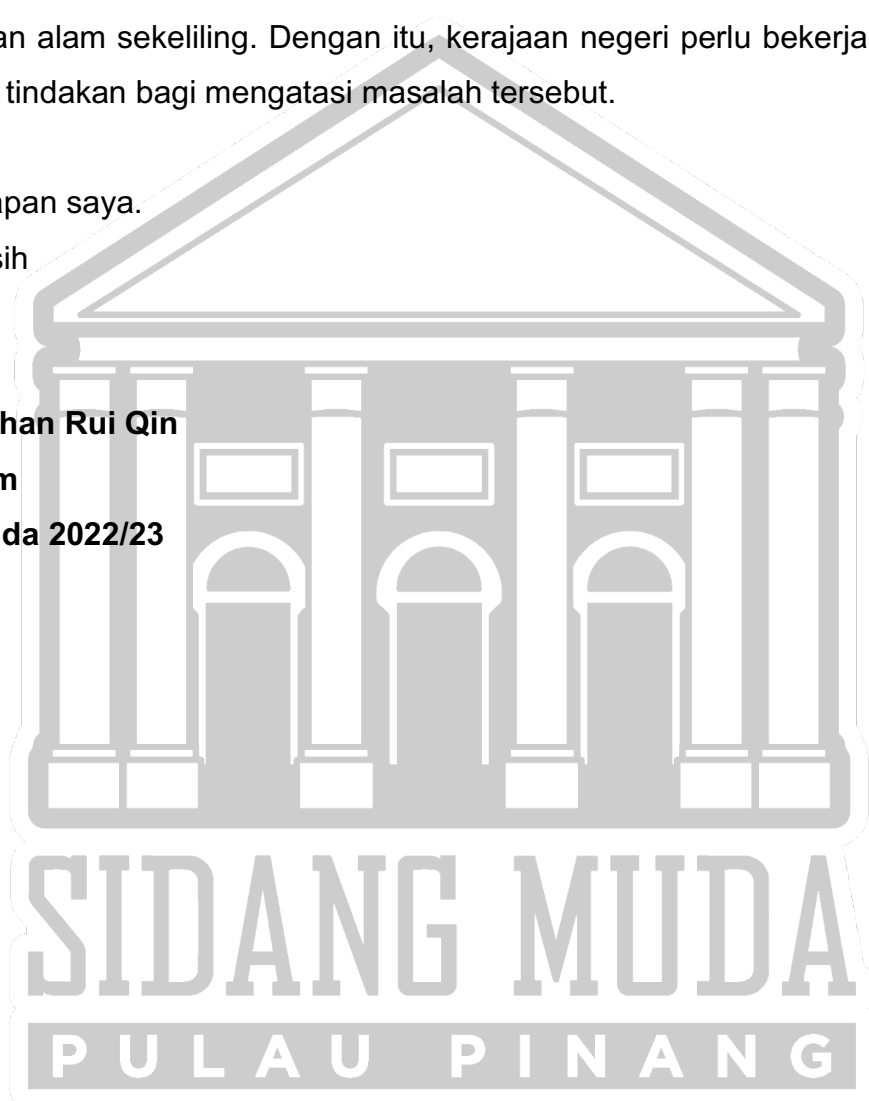 an alam sekeliling. Dengan itu, kerajaan negeri perlu bekerja
tindakan bagi mengatasi masalah tersebut.
apan saya.
sih
han Rui Qin
m
da 2022/23
SIDANG MUDA
PULAU PINANG